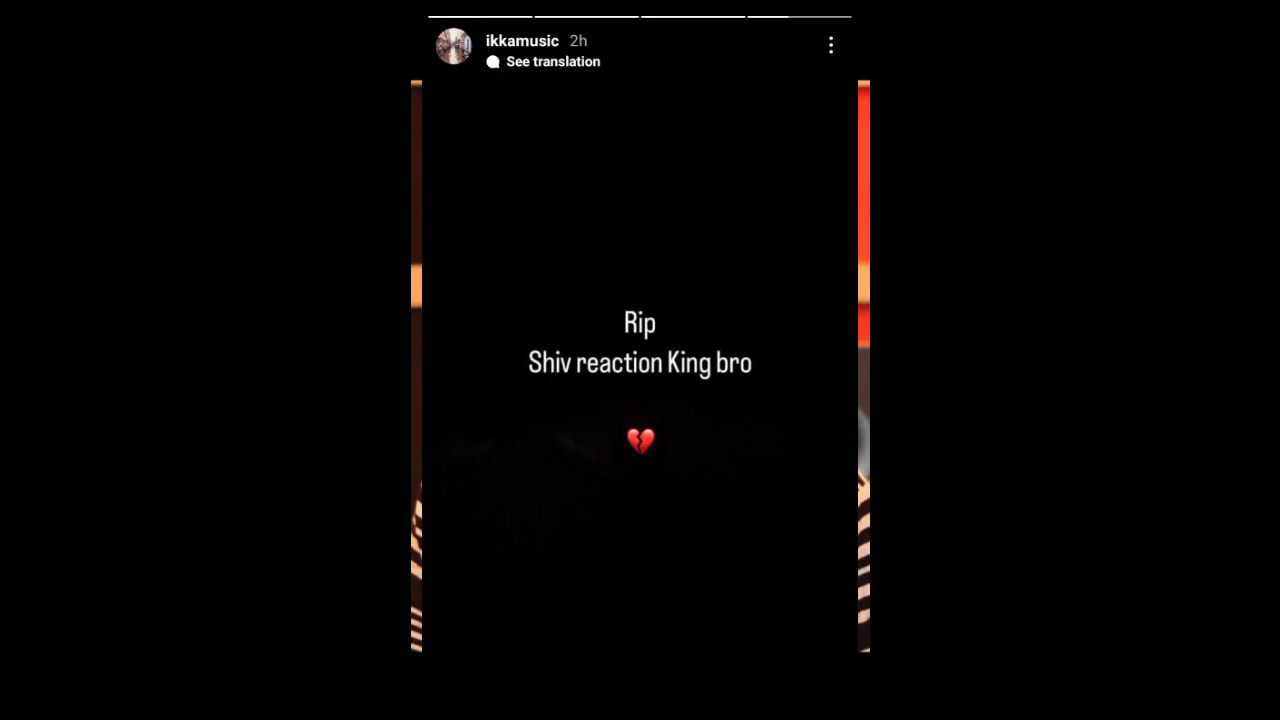 ikkamusic 2h
See translation
Rip
Shiv reaction King bro
💔